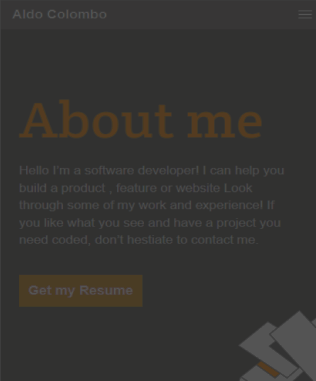 Aldo Colombo
About me
Hello I'm a software developer! I can help you
build a product , feature or website Look
through some of my work and experience! If
you like what you see and have a project you
need coded, don't hestiate to contact me.
Get my Resume